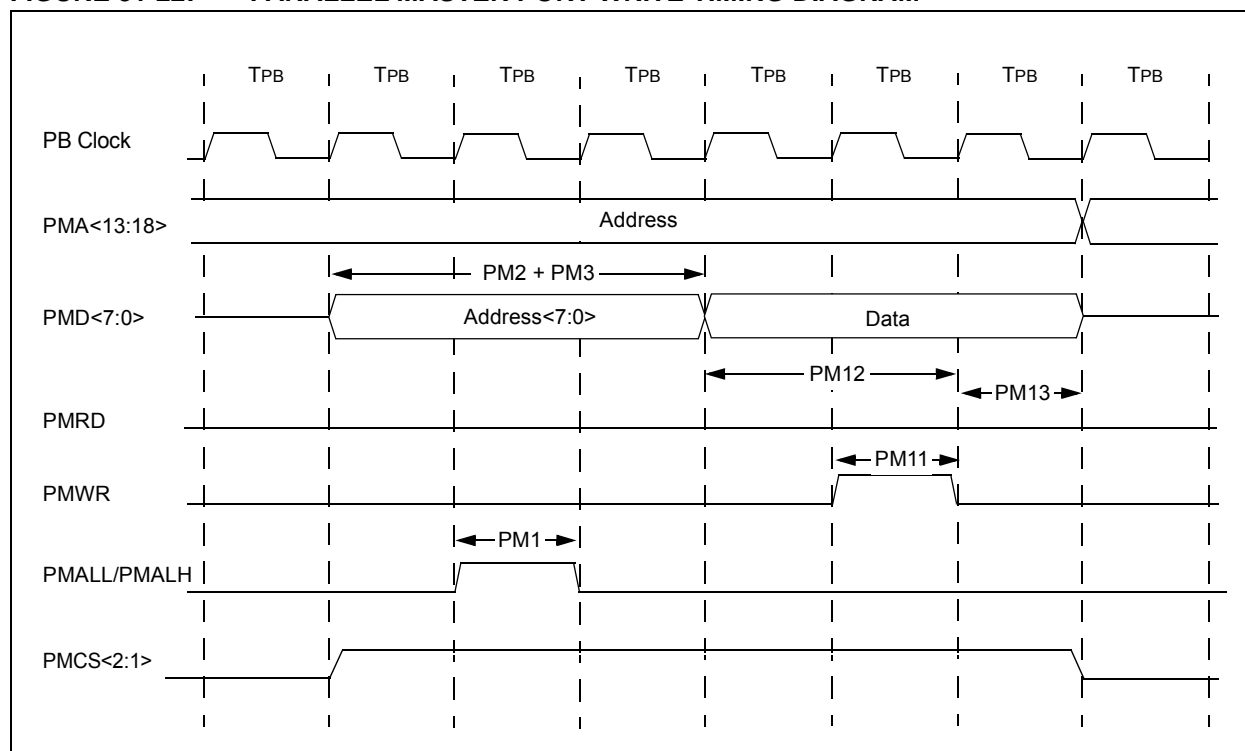 TPB TPB TPB TPB TPB TPB TPB TPB
PB Clock
PMA<13:18> Address
PM2 + PM3
PMD<7:0> Address<7:0> Data
PM12
PM13
PMRD
PM11
PMWR
PM1
PMALL/PMALH
PMCS<2:1>